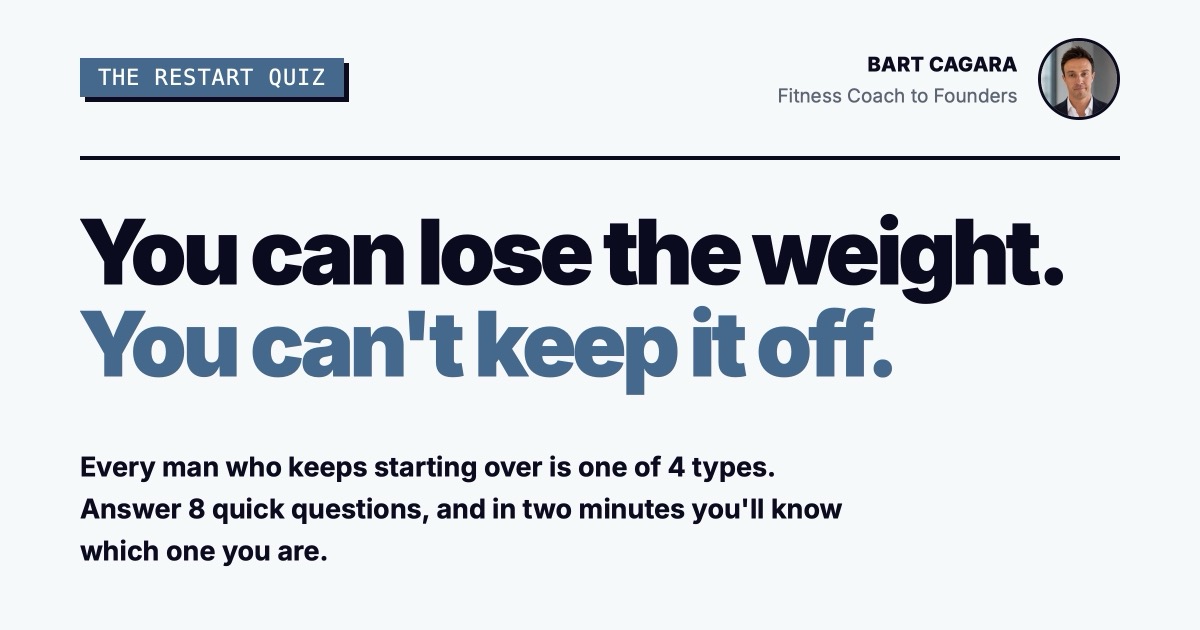 THE RESTART QUIZ
BART CAGARA
Fitness Coach to Founders
You can lose the weight.
You can't keep it off.
Every man who keeps starting over is one of 4 types.
Answer 8 quick questions, and in two minutes you'll know
which one you are.